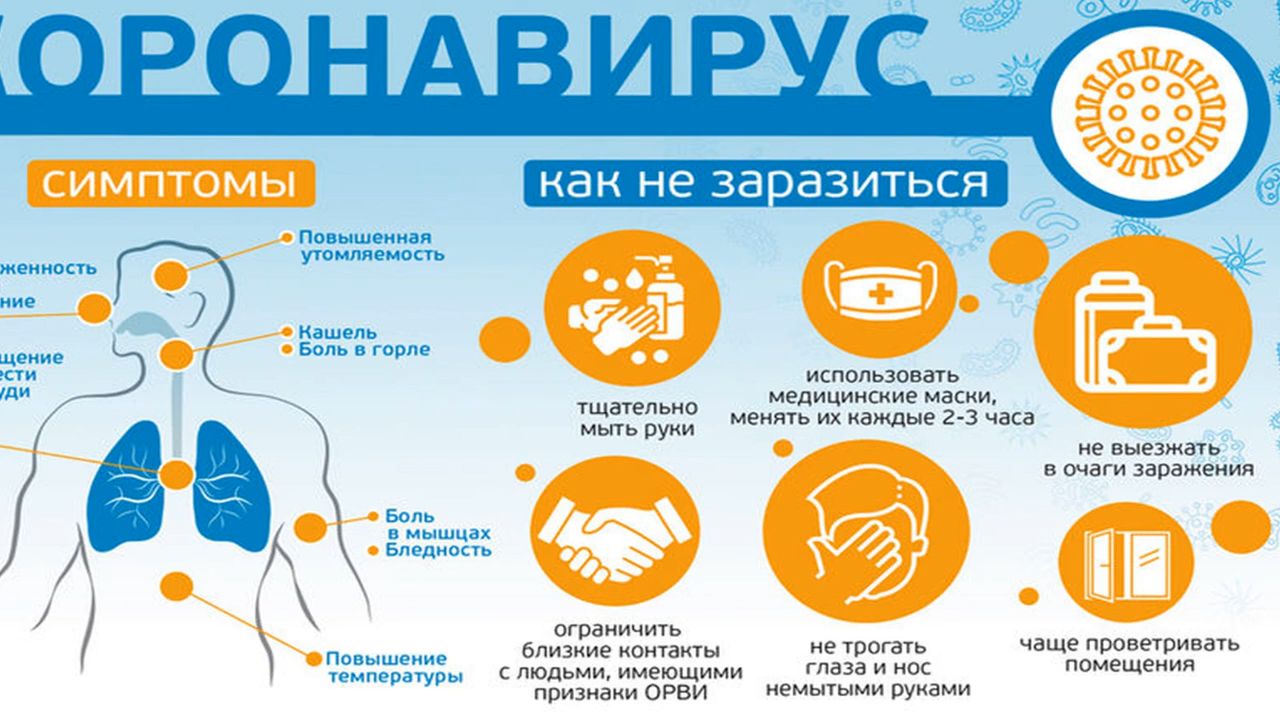 КОРОНАВИРУС
симптомы
как не заразиться
Повышенная
утомляемость
Кашель
Боль в горле
Боль
в мышцах
Бледность
Повышение
температуры
тщательно
мыть руки
использовать
медицинские маски,
менять их каждые 2-3 часа
не выезжать
в очаги заражения
ограничить
близкие контакты
с людьми, имеющими
признаки ОРВИ
не трогать
глаза и нос
немытыми руками
чаще проветривать
помещения